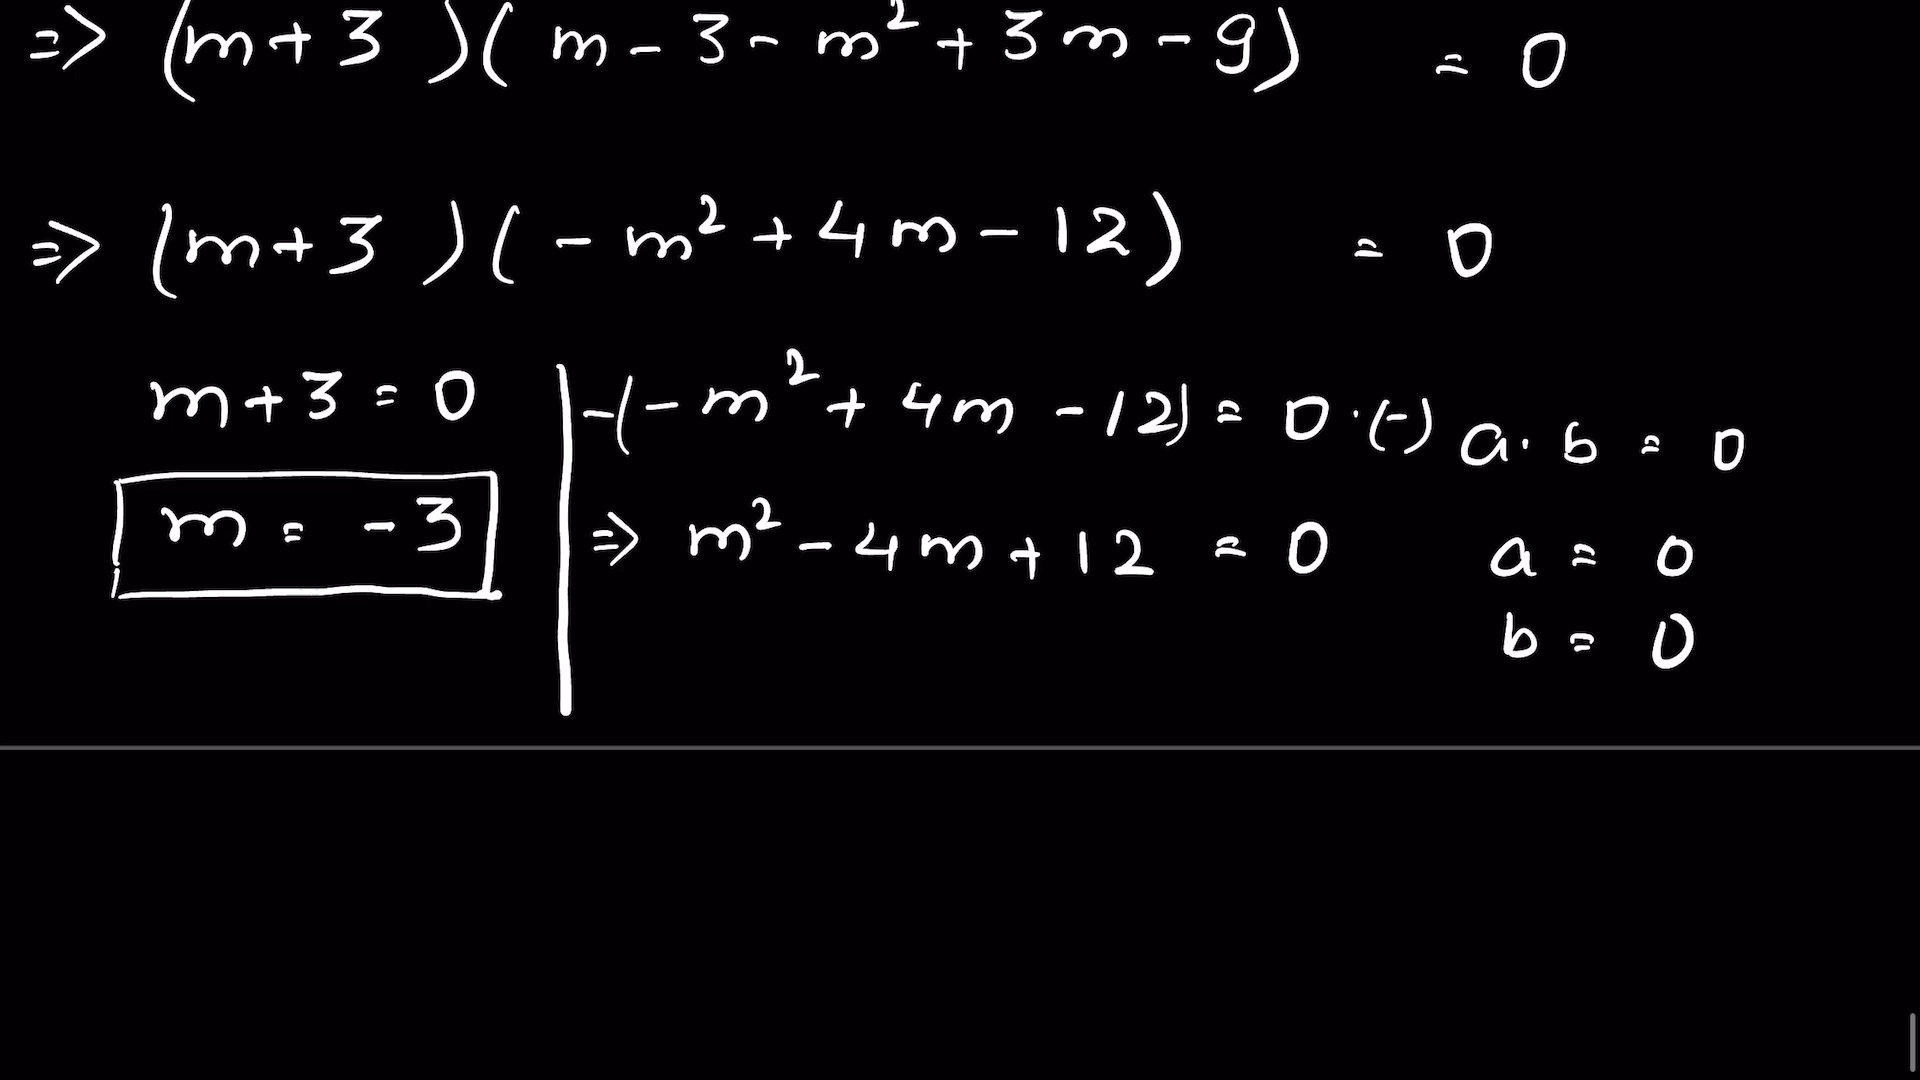 => (m+3)(m-3-m²+3m-9) = 0
=> (m+3)(-m²+4m-12) = 0
m+3 = 0
m = -3
-(-m²+4m-12) = 0·(-)
=> m²-4m+12 = 0
a·b = 0
a = 0
b = 0